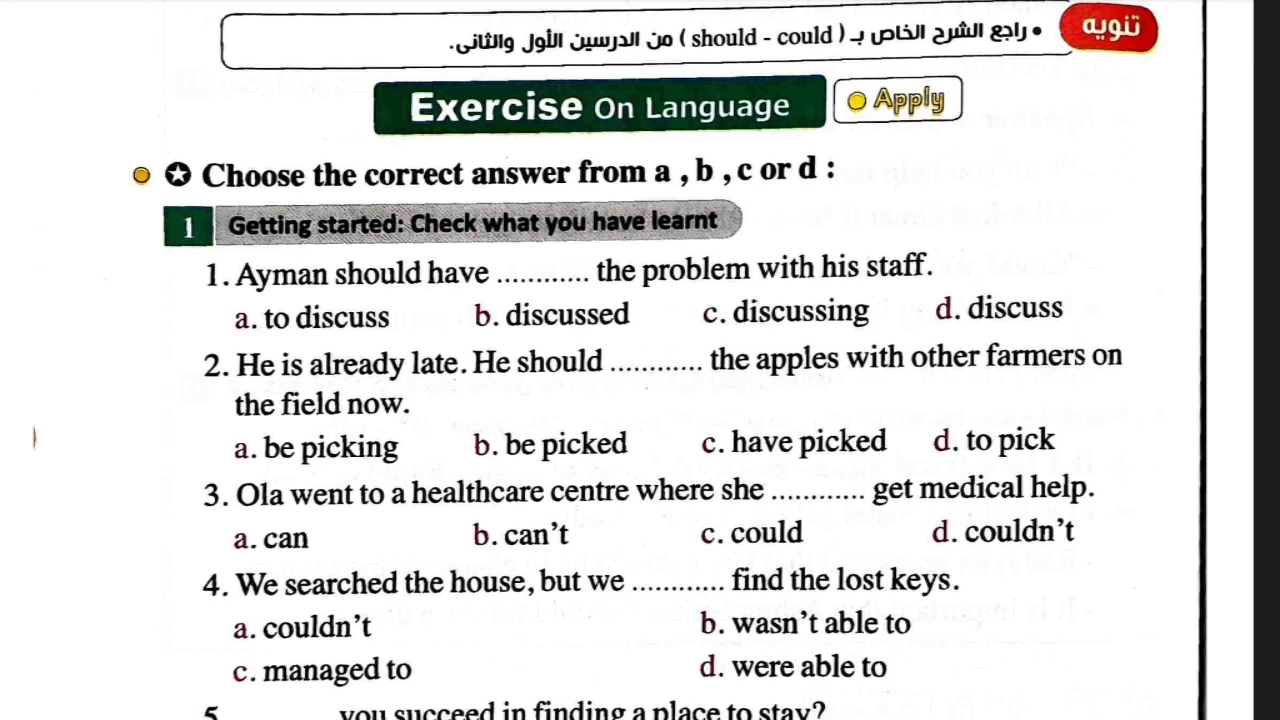 تنويه
• راجع الشرح الخاص بـ ( should - could ) من الدرسين الأول والثانى.
Exercise On Language
Apply
Choose the correct answer from a , b , c or d :
1 Getting started: Check what you have learnt
1. Ayman should have ............ the problem with his staff.
a. to discuss b. discussed c. discussing d. discuss
2. He is already late. He should ............ the apples with other farmers on
the field now.
a. be picking b. be picked c. have picked d. to pick
3. Ola went to a healthcare centre where she ............ get medical help.
a. can b. can't c. could d. couldn't
4. We searched the house, but we ............ find the lost keys.
a. couldn't b. wasn't able to
c. managed to d. were able to
5. you succeed in finding a place to stay?